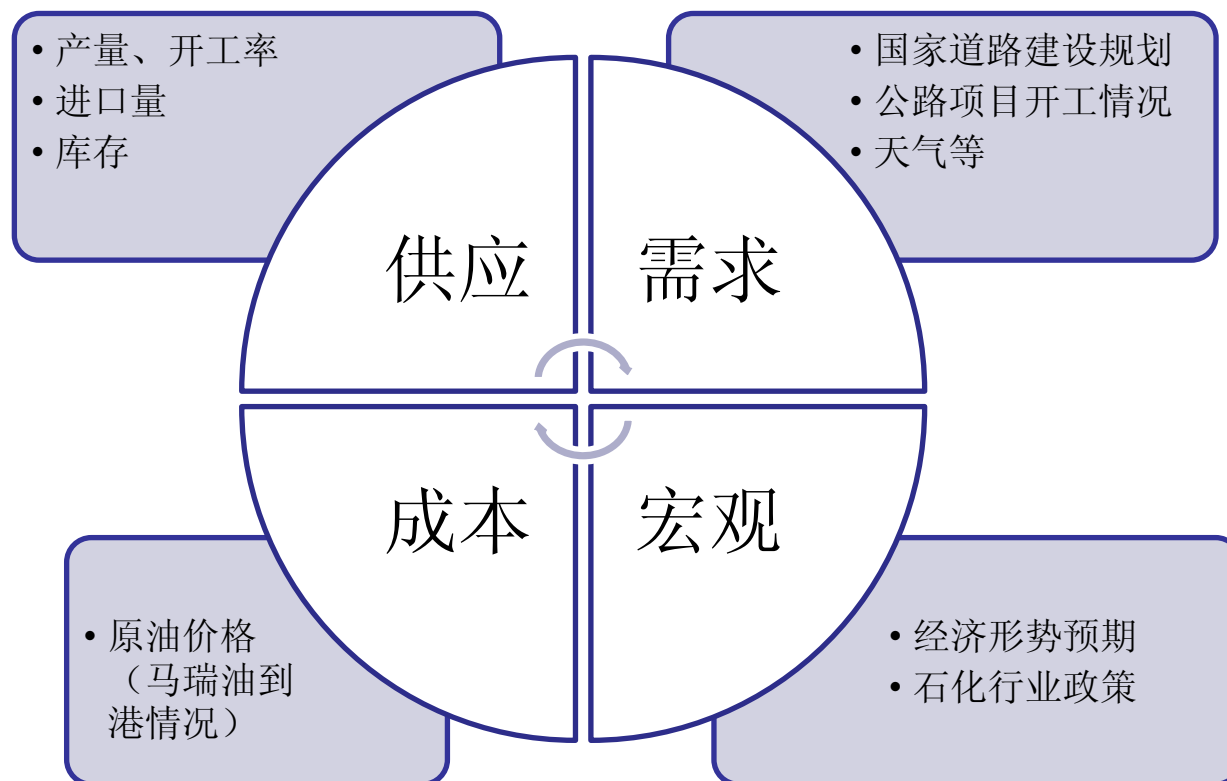 • 产量、开工率
• 进口量
• 库存
• 国家道路建设规划
• 公路项目开工情况
• 天气等
供应
需求
成本
宏观
• 原油价格
（马瑞油到
港情况）
• 经济形势预期
• 石化行业政策